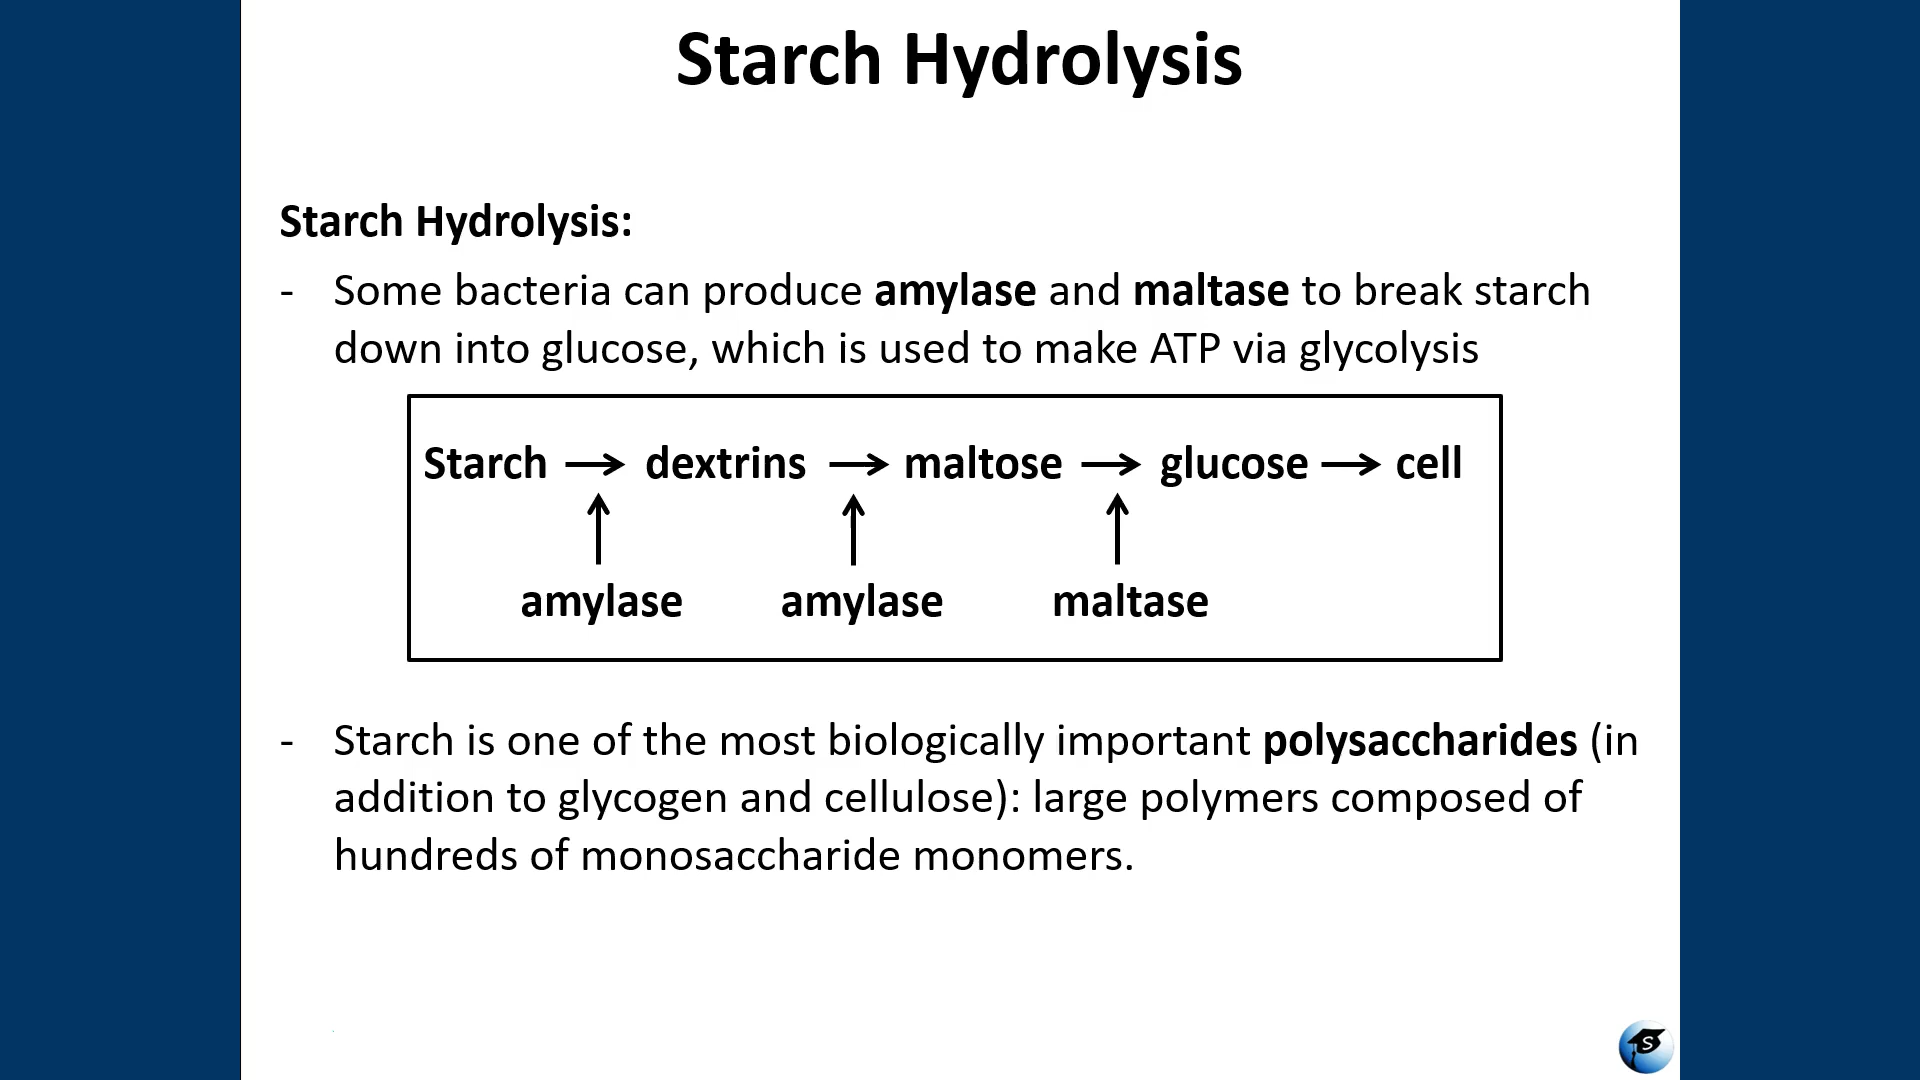 Starch Hydrolysis
Starch Hydrolysis:
- Some bacteria can produce amylase and maltase to break starch
down into glucose, which is used to make ATP via glycolysis
Starch → dextrins → maltose → glucose → cell
amylase amylase maltase
- Starch is one of the most biologically important polysaccharides (in
addition to glycogen and cellulose): large polymers composed of
hundreds of monosaccharide monomers.
S